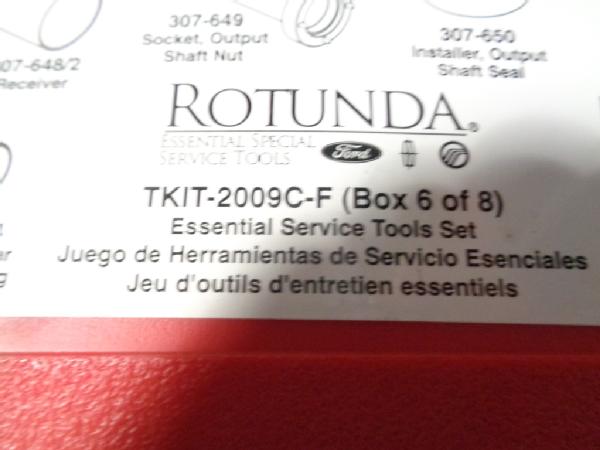 307-649
Socket, Output
Shaft Nut
307-650
Installer, Output
Shaft Seal
07-648/2
Receiver
ROTUNDA®
ESSENTIAL SPECIAL
SERVICE TOOLS
Ford
TKIT-2009C-F (Box 6 of 8)
Essential Service Tools Set
Juego de Herramientas de Servicio Esenciales
Jeu d'outils d'entretien essentiels